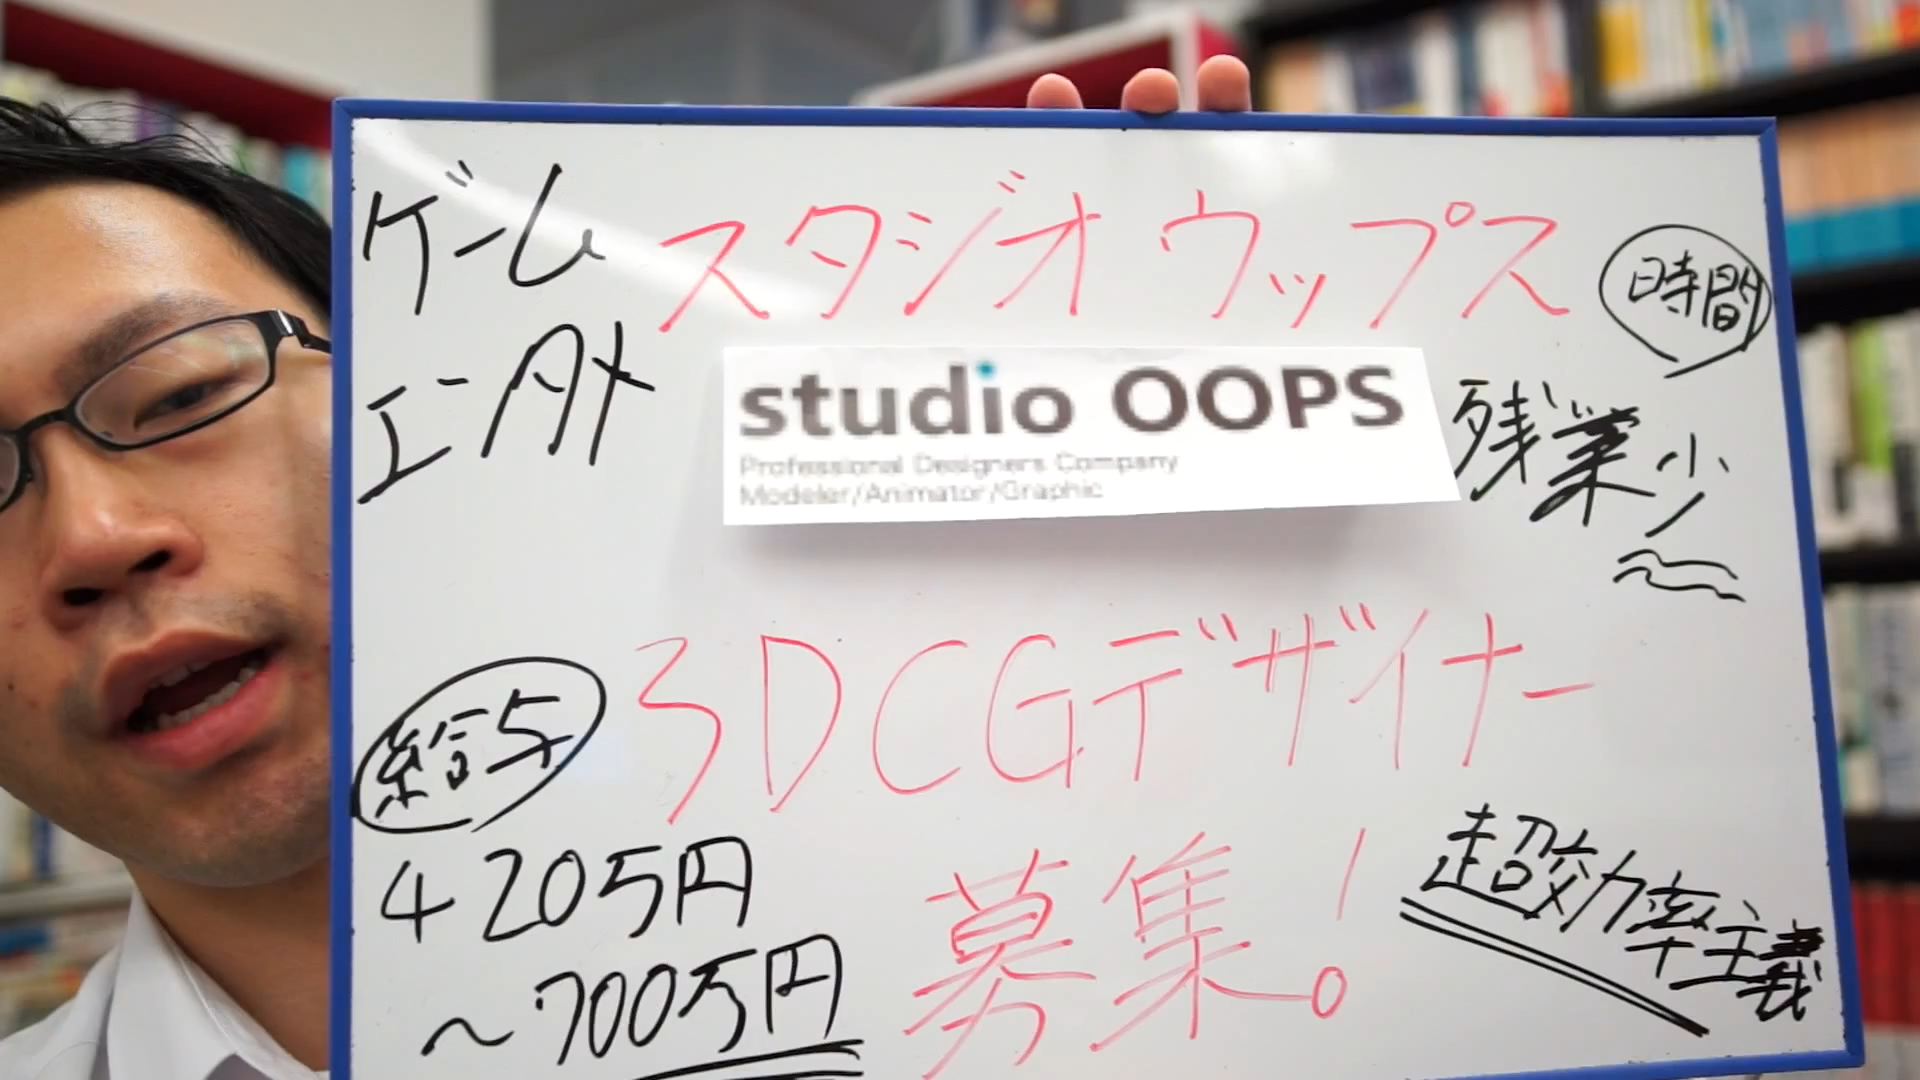 ゲーム
エンタメ
スタジオ ウップス
時間
残業少
studio OOPS
Professional Designers Company
Modeler/Animator/Graphic
給与
420万円
〜700万円
3DCGデザイナー
募集!
超効率主義